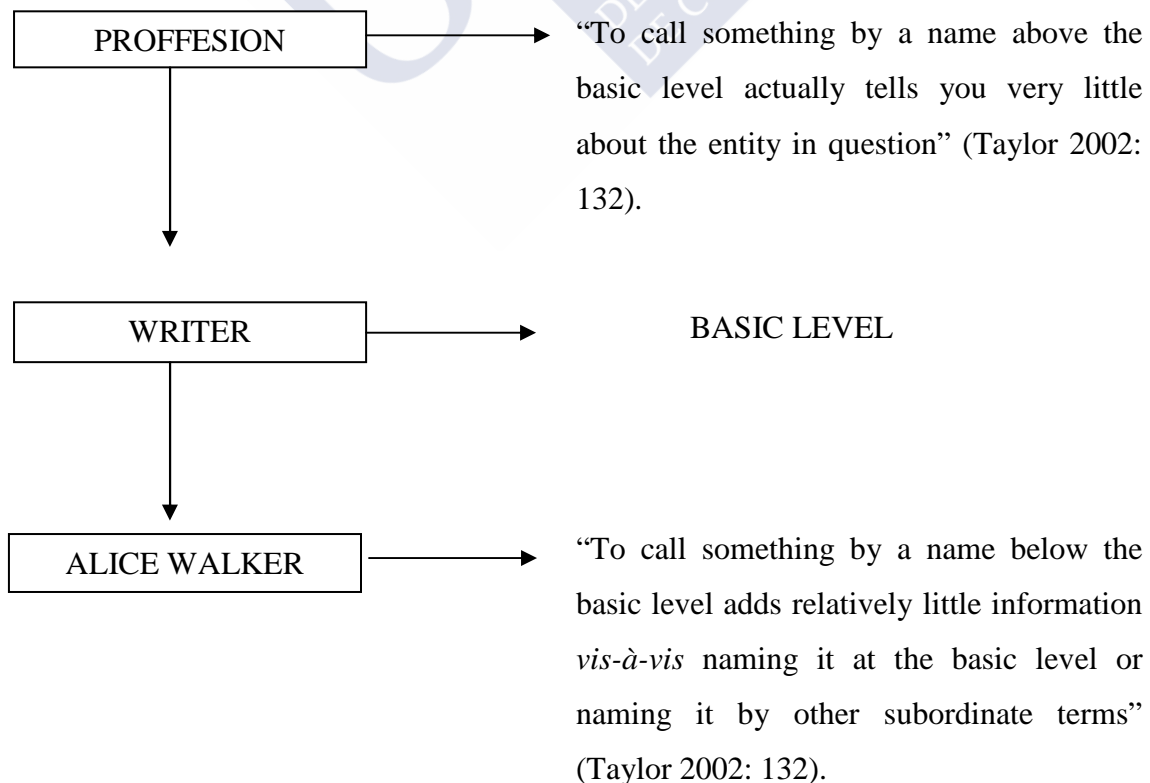 PROFFESION
“To call something by a name above the
basic level actually tells you very little
about the entity in question” (Taylor 2002:
132).
WRITER
BASIC LEVEL
ALICE WALKER
“To call something by a name below the
basic level adds relatively little information
vis-à-vis naming it at the basic level or
naming it by other subordinate terms”
(Taylor 2002: 132).